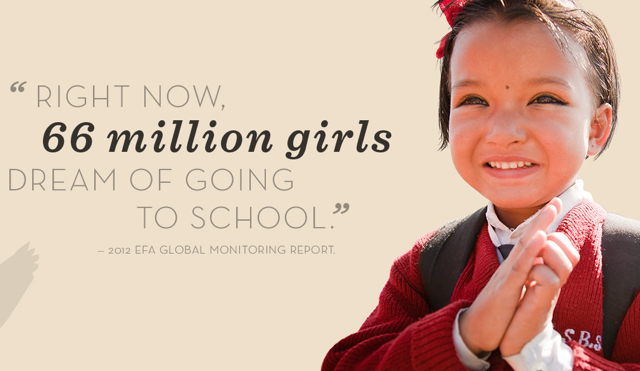 “ RIGHT NOW,
66 million girls
DREAM OF GOING
TO SCHOOL.”
– 2012 EFA GLOBAL MONITORING REPORT.
S.B.S